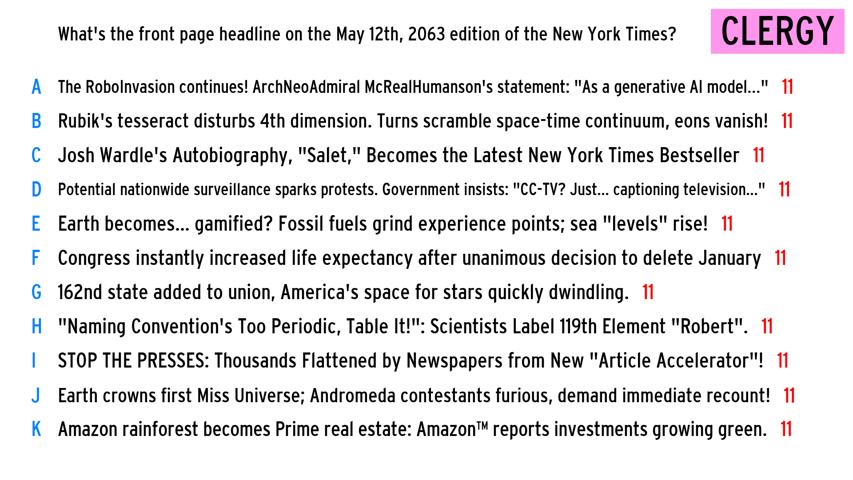 What's the front page headline on the May 12th, 2063 edition of the New York Times? CLERGY
A The RoboInvasion continues! ArchNeoAdmiral McRealHumanson's statement: "As a generative AI model..." 11
B Rubik's tesseract disturbs 4th dimension. Turns scramble space-time continuum, eons vanish! 11
C Josh Wardle's Autobiography, "Salet," Becomes the Latest New York Times Bestseller 11
D Potential nationwide surveillance sparks protests. Government insists: "CC-TV? Just... captioning television..." 11
E Earth becomes... gamified? Fossil fuels grind experience points; sea "levels" rise! 11
F Congress instantly increased life expectancy after unanimous decision to delete January 11
G 162nd state added to union, America's space for stars quickly dwindling. 11
H "Naming Convention's Too Periodic, Table It!": Scientists Label 119th Element "Robert". 11
I STOP THE PRESSES: Thousands Flattened by Newspapers from New "Article Accelerator"! 11
J Earth crowns first Miss Universe; Andromeda contestants furious, demand immediate recount! 11
K Amazon rainforest becomes Prime real estate: Amazon™ reports investments growing green. 11